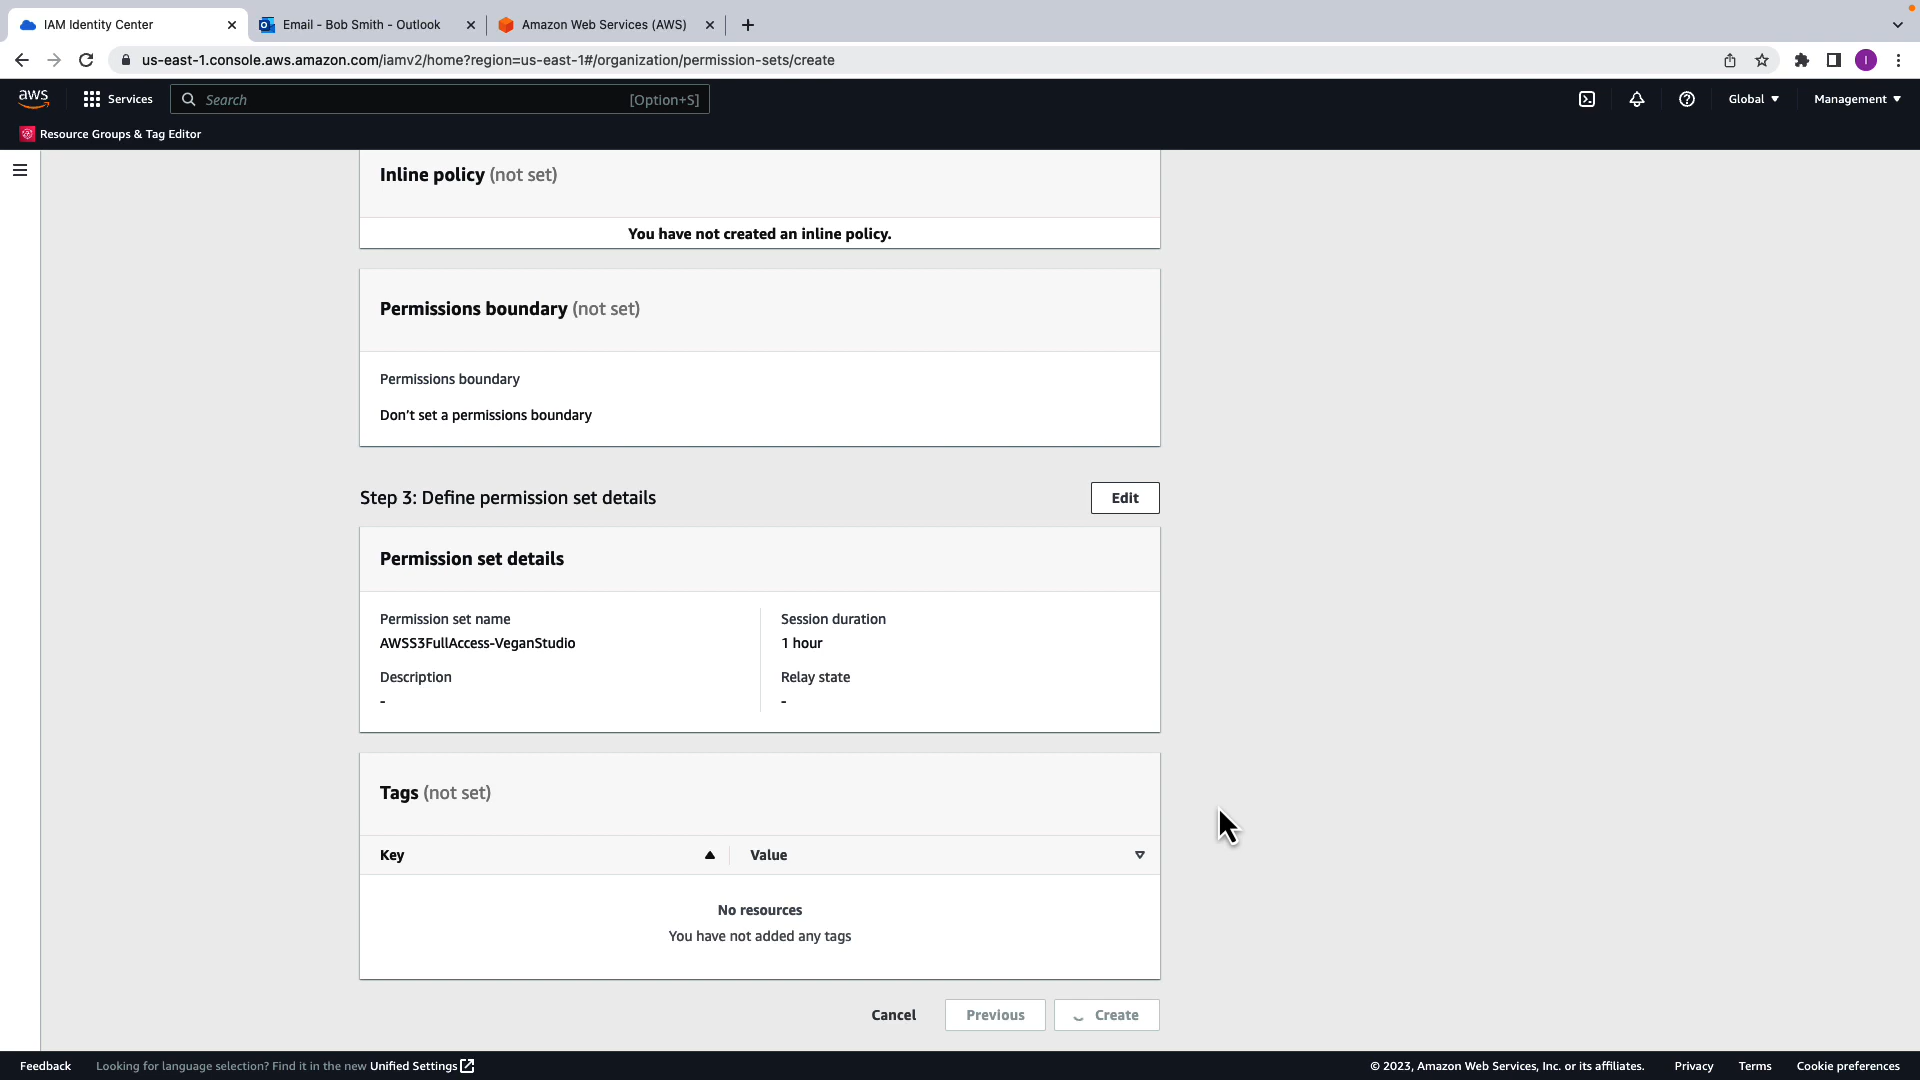 IAM Identity Center
Email - Bob Smith - Outlook
Amazon Web Services (AWS)
us-east-1.console.aws.amazon.com/iamv2/home?region=us-east-1#/organization/permission-sets/create
I
aws
Services
Search
[Option+S]
Global
Management
Resource Groups & Tag Editor
Inline policy (not set)
You have not created an inline policy.
Permissions boundary (not set)
Permissions boundary
Don't set a permissions boundary
Step 3: Define permission set details
Edit
Permission set details
Permission set name
AWSS3FullAccess-VeganStudio
Session duration
1 hour
Description
-
Relay state
-
Tags (not set)
Key
Value
No resources
You have not added any tags
Cancel
Previous
Create
Feedback
Looking for language selection? Find it in the new Unified Settings
© 2023, Amazon Web Services, Inc. or its affiliates.
Privacy
Terms
Cookie preferences